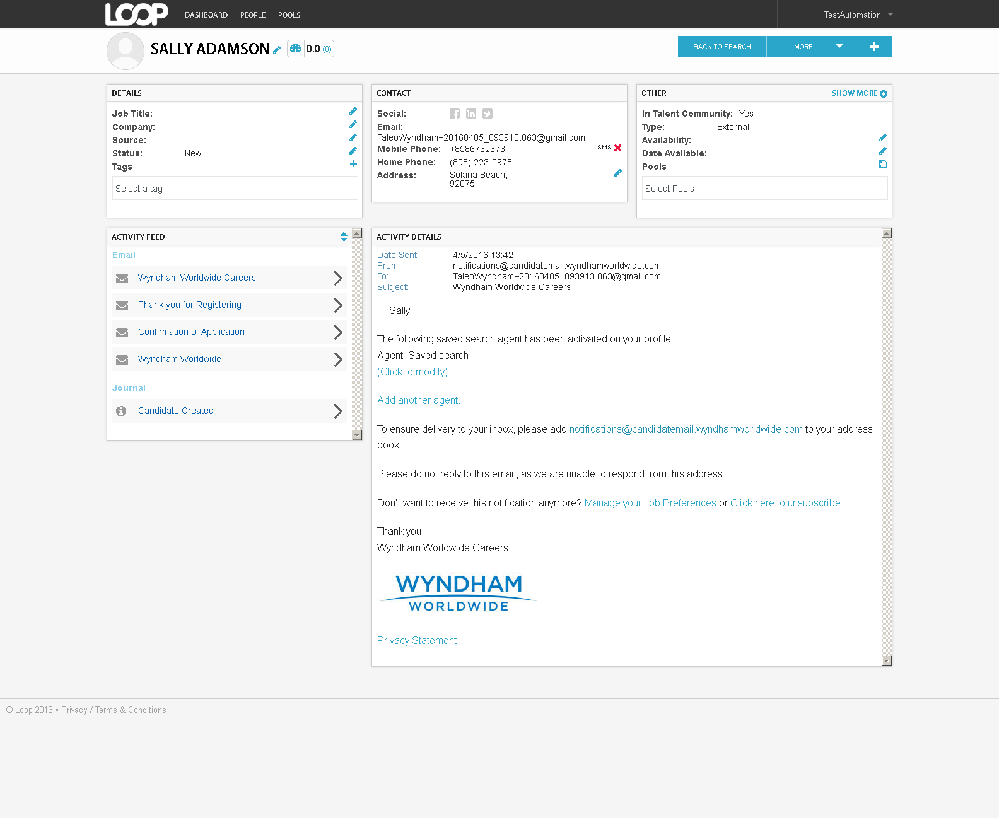 LOOP DASHBOARD PEOPLE POOLS TestAutomation
SALLY ADAMSON 0.0 (0) BACK TO SEARCH MORE
DETAILS
Job Title:
Company:
Source:
Status: New
Tags
Select a tag
CONTACT
Social:
Email:
TaleoWyndham+20160405_093913.063@gmail.com
Mobile Phone: +8586732373 SMS
Home Phone: (858) 223-0978
Address: Solana Beach,
92075
OTHER SHOW MORE
In Talent Community: Yes
Type: External
Availability:
Date Available:
Pools
Select Pools
ACTIVITY FEED
Email
Wyndham Worldwide Careers
Thank you for Registering
Confirmation of Application
Wyndham Worldwide
Journal
Candidate Created
ACTIVITY DETAILS
Date Sent: 4/5/2016 13:42
From: notifications@candidatemail.wyndhamworldwide.com
To: TaleoWyndham+20160405_093913.063@gmail.com
Subject: Wyndham Worldwide Careers
Hi Sally
The following saved search agent has been activated on your profile:
Agent: Saved search
(Click to modify)
Add another agent.
To ensure delivery to your inbox, please add notifications@candidatemail.wyndhamworldwide.com to your address
book.
Please do not reply to this email, as we are unable to respond from this address.
Don't want to receive this notification anymore? Manage your Job Preferences or Click here to unsubscribe.
Thank you,
Wyndham Worldwide Careers
WYNDHAM
WORLDWIDE
Privacy Statement
© Loop 2016 • Privacy / Terms & Conditions